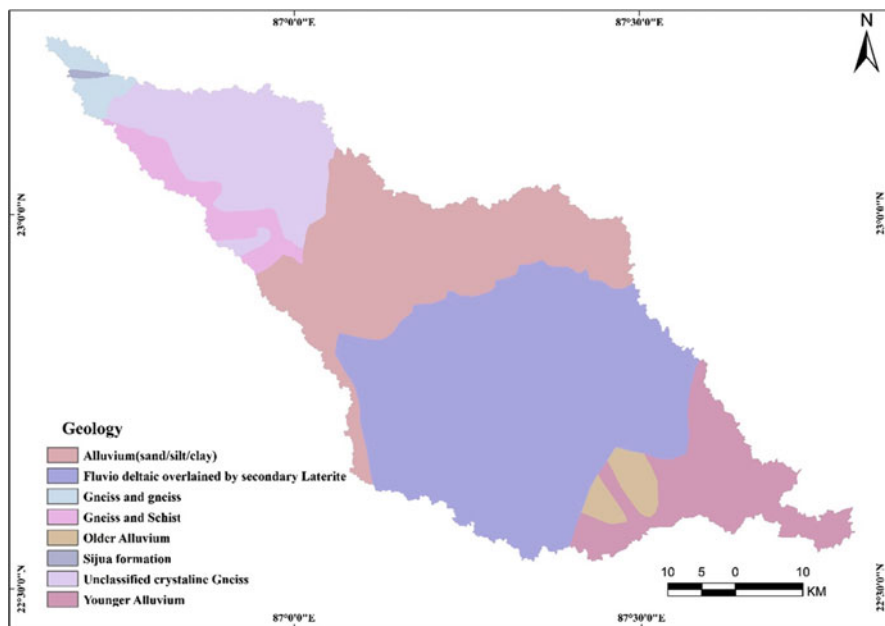 87°0'0"E
87°30'0"E
N
23°0'0"N
23°0'0"N
Geology
Alluvium(sand/silt/clay)
Fluvio deltaic overlained by secondary Laterite
Gneiss and gneiss
Gneiss and Schist
Older Alluvium
Sijua formation
Unclassified crystaline Gneiss
Younger Alluvium
10 5 0 10
KM
22°30'0"N
22°30'0"N
87°0'0"E
87°30'0"E